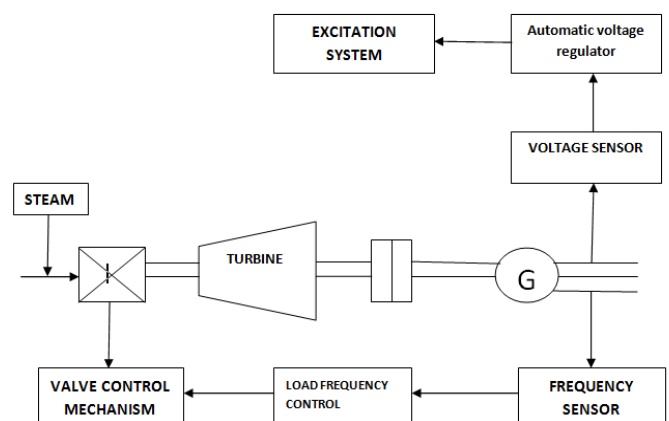 EXCITATION
SYSTEM
Automatic voltage
regulator
VOLTAGE SENSOR
STEAM
TURBINE
G
VALVE CONTROL
MECHANISM
LOAD FREQUENCY
CONTROL
FREQUENCY
SENSOR